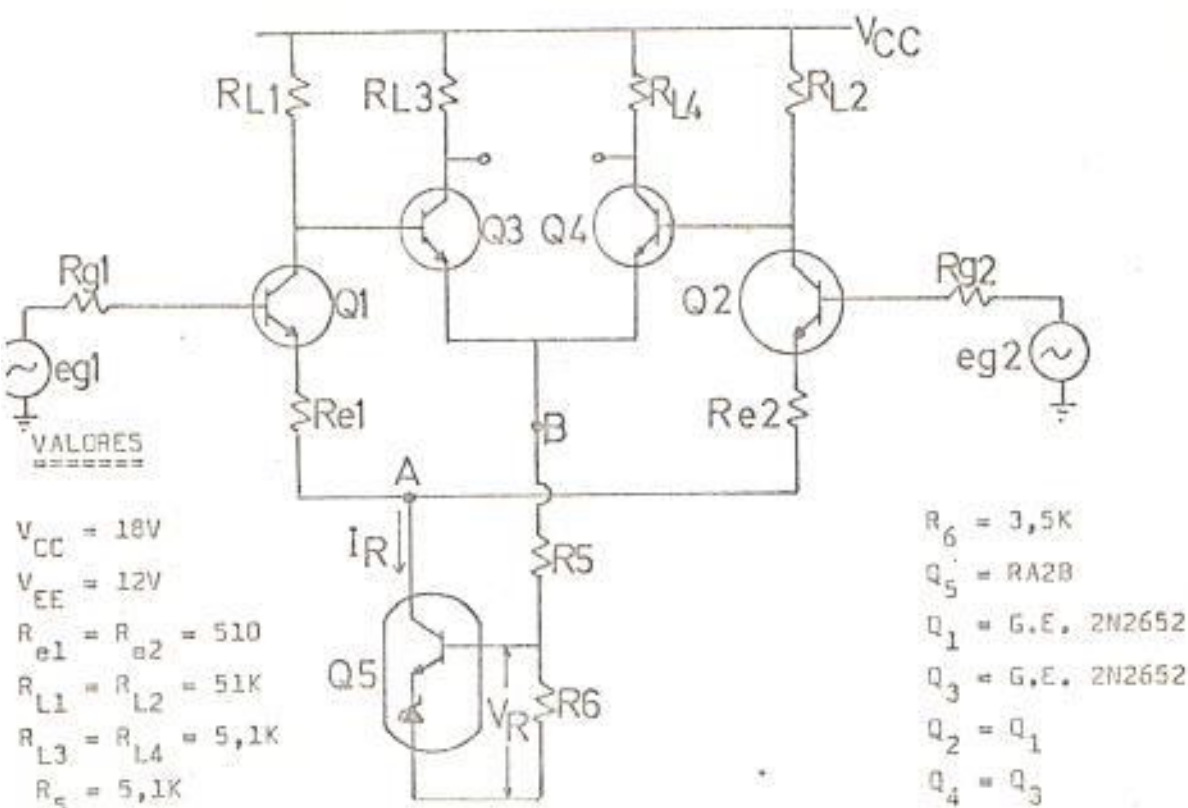 VCC
RL1
RL3
RL4
RL2
Q3
Q4
Rg1
Q1
Q2
Rg2
eg1
eg2
Re1
Re2
B
A
IR
R5
Q5
VR
R6
VALORES
VCC = 18V
VEE = 12V
Re1 = Re2 = 510
RL1 = RL2 = 51K
RL3 = RL4 = 5,1K
R5 = 5,1K
R6 = 3,5K
Q5 = RA2B
Q1 = G.E. 2N2652
Q3 = G.E. 2N2652
Q2 = Q1
Q4 = Q3